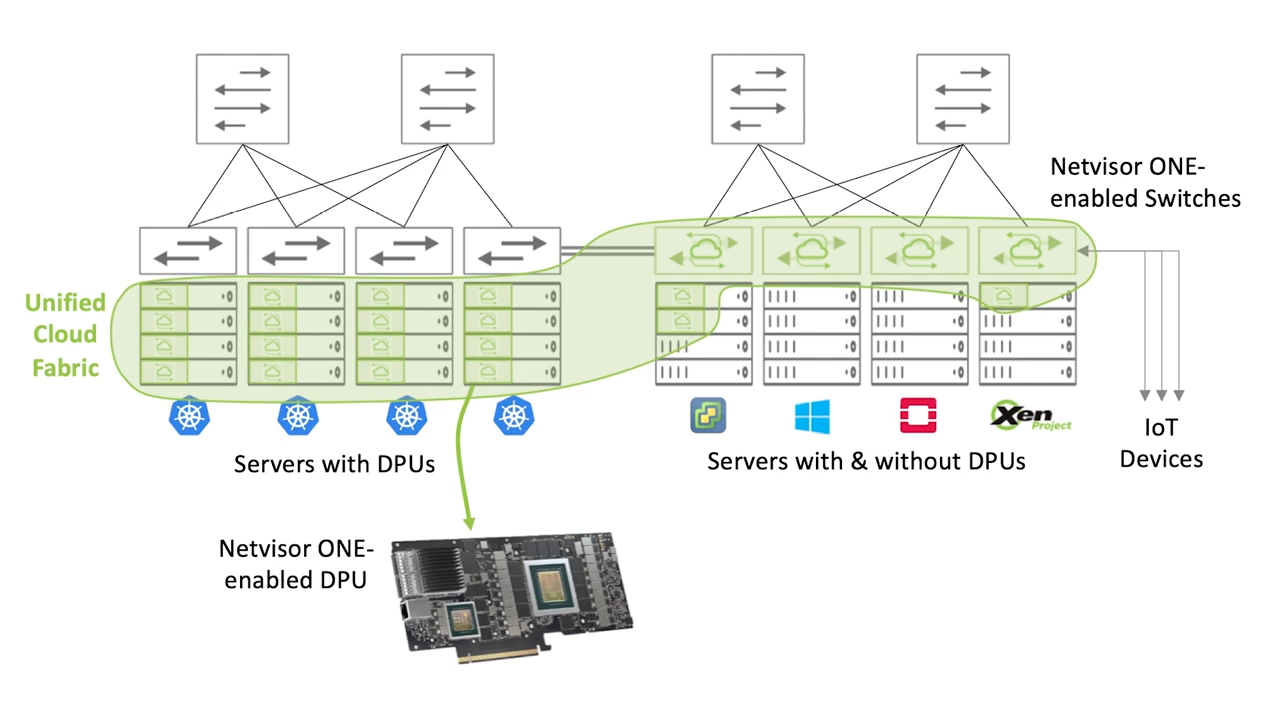 Netvisor ONE-
enabled Switches
Unified
Cloud
Fabric
Xen
Project
Servers with DPUs
Servers with & without DPUs
IoT
Devices
Netvisor ONE-
enabled DPU